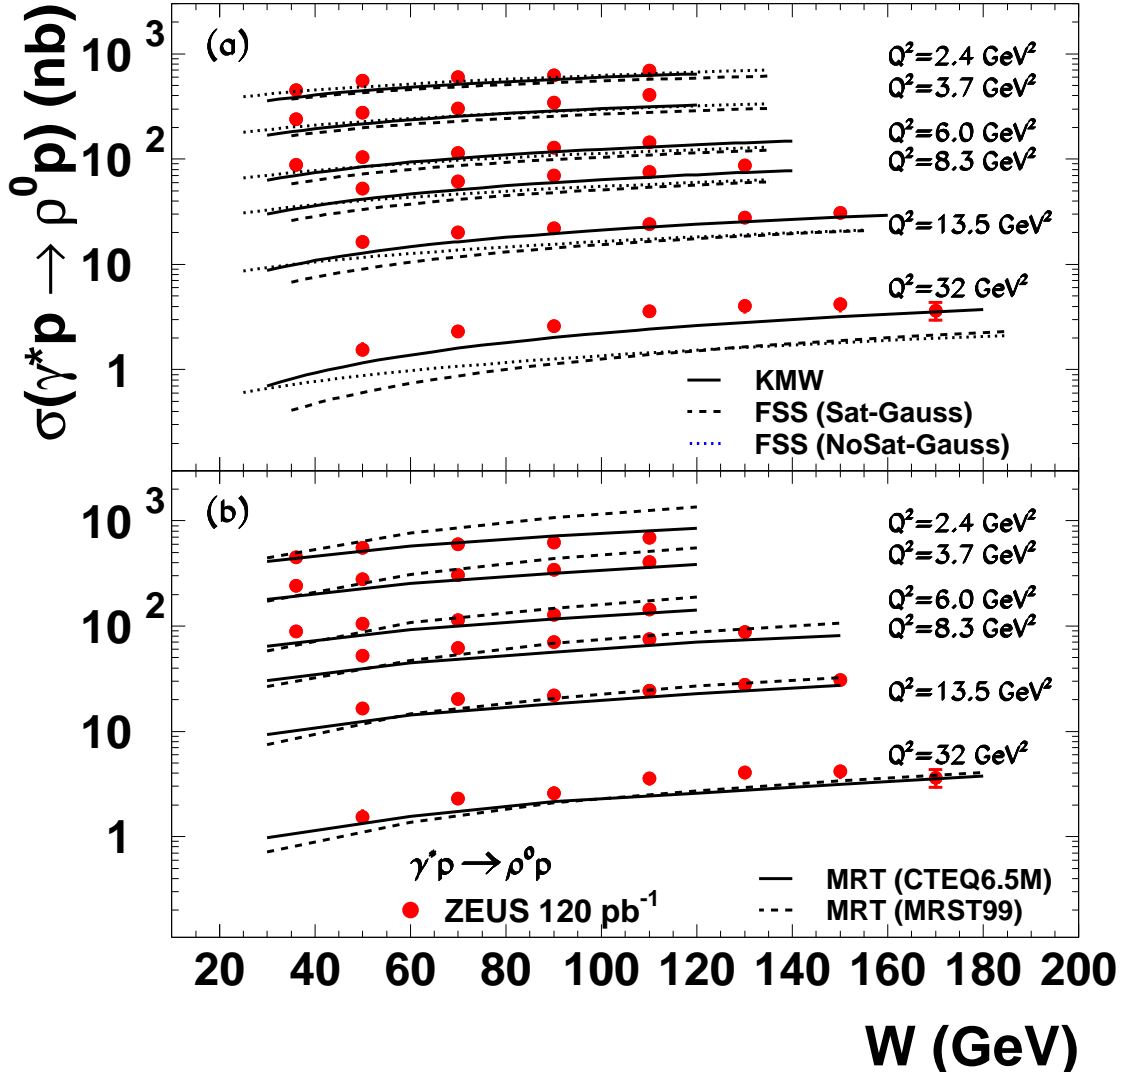 σ(γ*p → ρ⁰p) (nb)
(a)
10³
10²
10
1
Q²=2.4 GeV²
Q²=3.7 GeV²
Q²=6.0 GeV²
Q²=8.3 GeV²
Q²=13.5 GeV²
Q²=32 GeV²
KMW
FSS (Sat-Gauss)
FSS (NoSat-Gauss)
(b)
10³
10²
10
1
Q²=2.4 GeV²
Q²=3.7 GeV²
Q²=6.0 GeV²
Q²=8.3 GeV²
Q²=13.5 GeV²
Q²=32 GeV²
γ*p → ρ⁰p
ZEUS 120 pb⁻¹
MRT (CTEQ6.5M)
MRT (MRST99)
20 40 60 80 100 120 140 160 180 200
W (GeV)